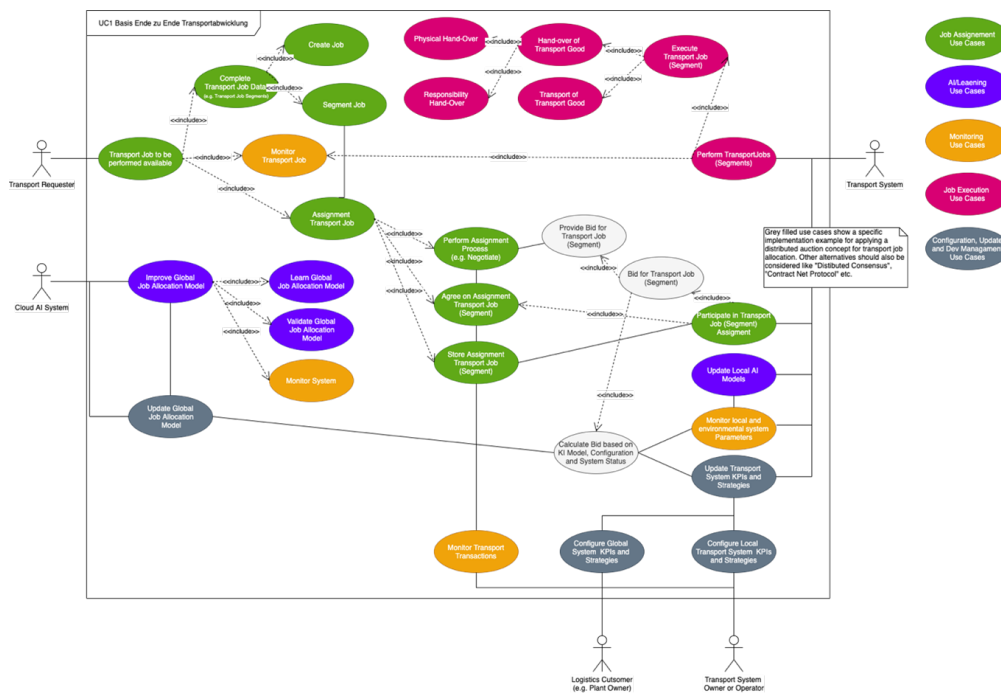 UC1 Basis Ende zu Ende Transportabwicklung
Create Job
<<include>>
Complete
Transport Job Data
(e.g. Transport Job Segments)
<<include>>
Segment Job
<<include>>
Physical Hand-Over
<<include>>
Hand-over of
Transport Good
<<include>>
Execute
Transport Job
(Segment)
<<include>>
Responsibility
Hand-Over
Transport of
Transport Good
<<include>>
<<include>>
Transport Requester
Transport Job to be
performed available
<<include>>
Monitor
Transport Job
<<include>>
Perform TransportJobs
(Segments)
Transport System
<<include>>
Assignment
Transport Job
<<include>>
<<include>>
<<include>>
Perform Assignment
Process
(e.g. Negotiate)
Provide Bid for
Transport Job
(Segment)
<<include>>
Bid for Transport Job
(Segment)
<<include>>
Grey filled use cases show a specific
implementation example for applying a
distributed auction concept for transport job
allocation. Other alternatives should also be
considered like "Distibuted Consensus",
"Contract Net Protocol" etc.
Cloud AI System
Improve Global
Job Allocation Model
<<include>>
Learn Global
Job Allocation Model
<<include>>
Validate Global
Job Allocation
Model
<<include>>
Monitor System
Agree on Assignment
Transport Job
(Segment)
<<include>>
Participate in Transport
Job (Segment)
Assigment
Store Assignment
Transport Job
(Segment)
Update Local AI
Models
<<include>>
Update Global
Job Allocation
Model
Monitor local and
environmental system
Parameters
Calculate Bid based on
KI Model, Configuration
and System Status
Update Transport
System KPIs and
Strategies
Monitor Transport
Transactions
Configure Global
System KPIs and
Strategies
Configure Local
Transport System KPIs
and Strategies
Logistics Cutsomer
(e.g. Plant Owner)
Transport System
Owner or Operator
Job Assignement
Use Cases
AI/Leaening
Use Cases
Monitoring
Use Cases
Job Execution
Use Cases
Configuration, Update
and Dev Managament
Use Cases